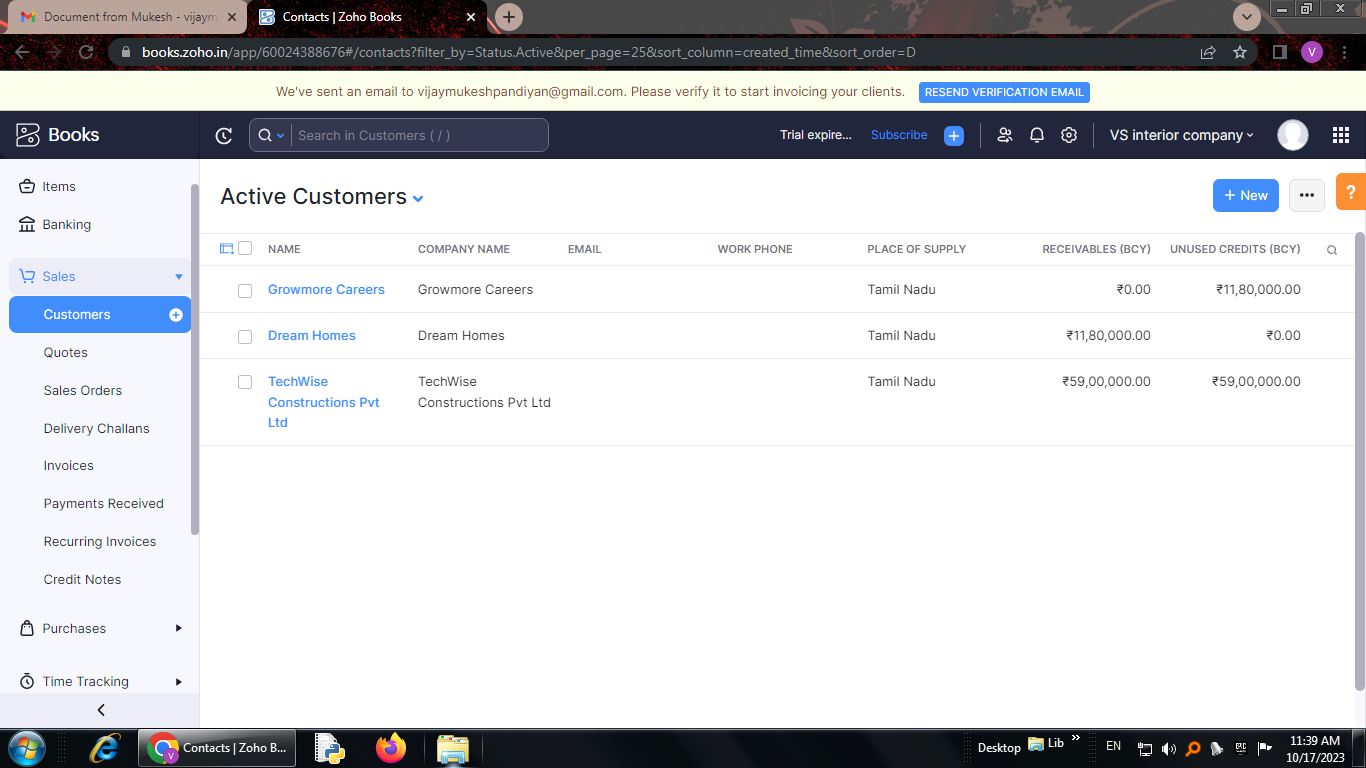 Document from Mukesh - vijaym
Contacts | Zoho Books
books.zoho.in/app/60024388676#/contacts?filter_by=Status.Active&per_page=25&sort_column=created_time&sort_order=D
V
We've sent an email to vijaymukeshpandiyan@gmail.com. Please verify it to start invoicing your clients. RESEND VERIFICATION EMAIL
Books
Search in Customers ( / )
Trial expire... Subscribe
VS interior company
Items
Banking
Sales
Customers
Quotes
Sales Orders
Delivery Challans
Invoices
Payments Received
Recurring Invoices
Credit Notes
Purchases
Time Tracking
Active Customers
+ New
?
NAME COMPANY NAME EMAIL WORK PHONE PLACE OF SUPPLY RECEIVABLES (BCY) UNUSED CREDITS (BCY)
Growmore Careers Growmore Careers Tamil Nadu ₹0.00 ₹11,80,000.00
Dream Homes Dream Homes Tamil Nadu ₹11,80,000.00 ₹0.00
TechWise TechWise Tamil Nadu ₹59,00,000.00 ₹59,00,000.00
Constructions Pvt Constructions Pvt Ltd
Ltd
Contacts | Zoho B...
Desktop
Lib
EN
11:39 AM
10/17/2023